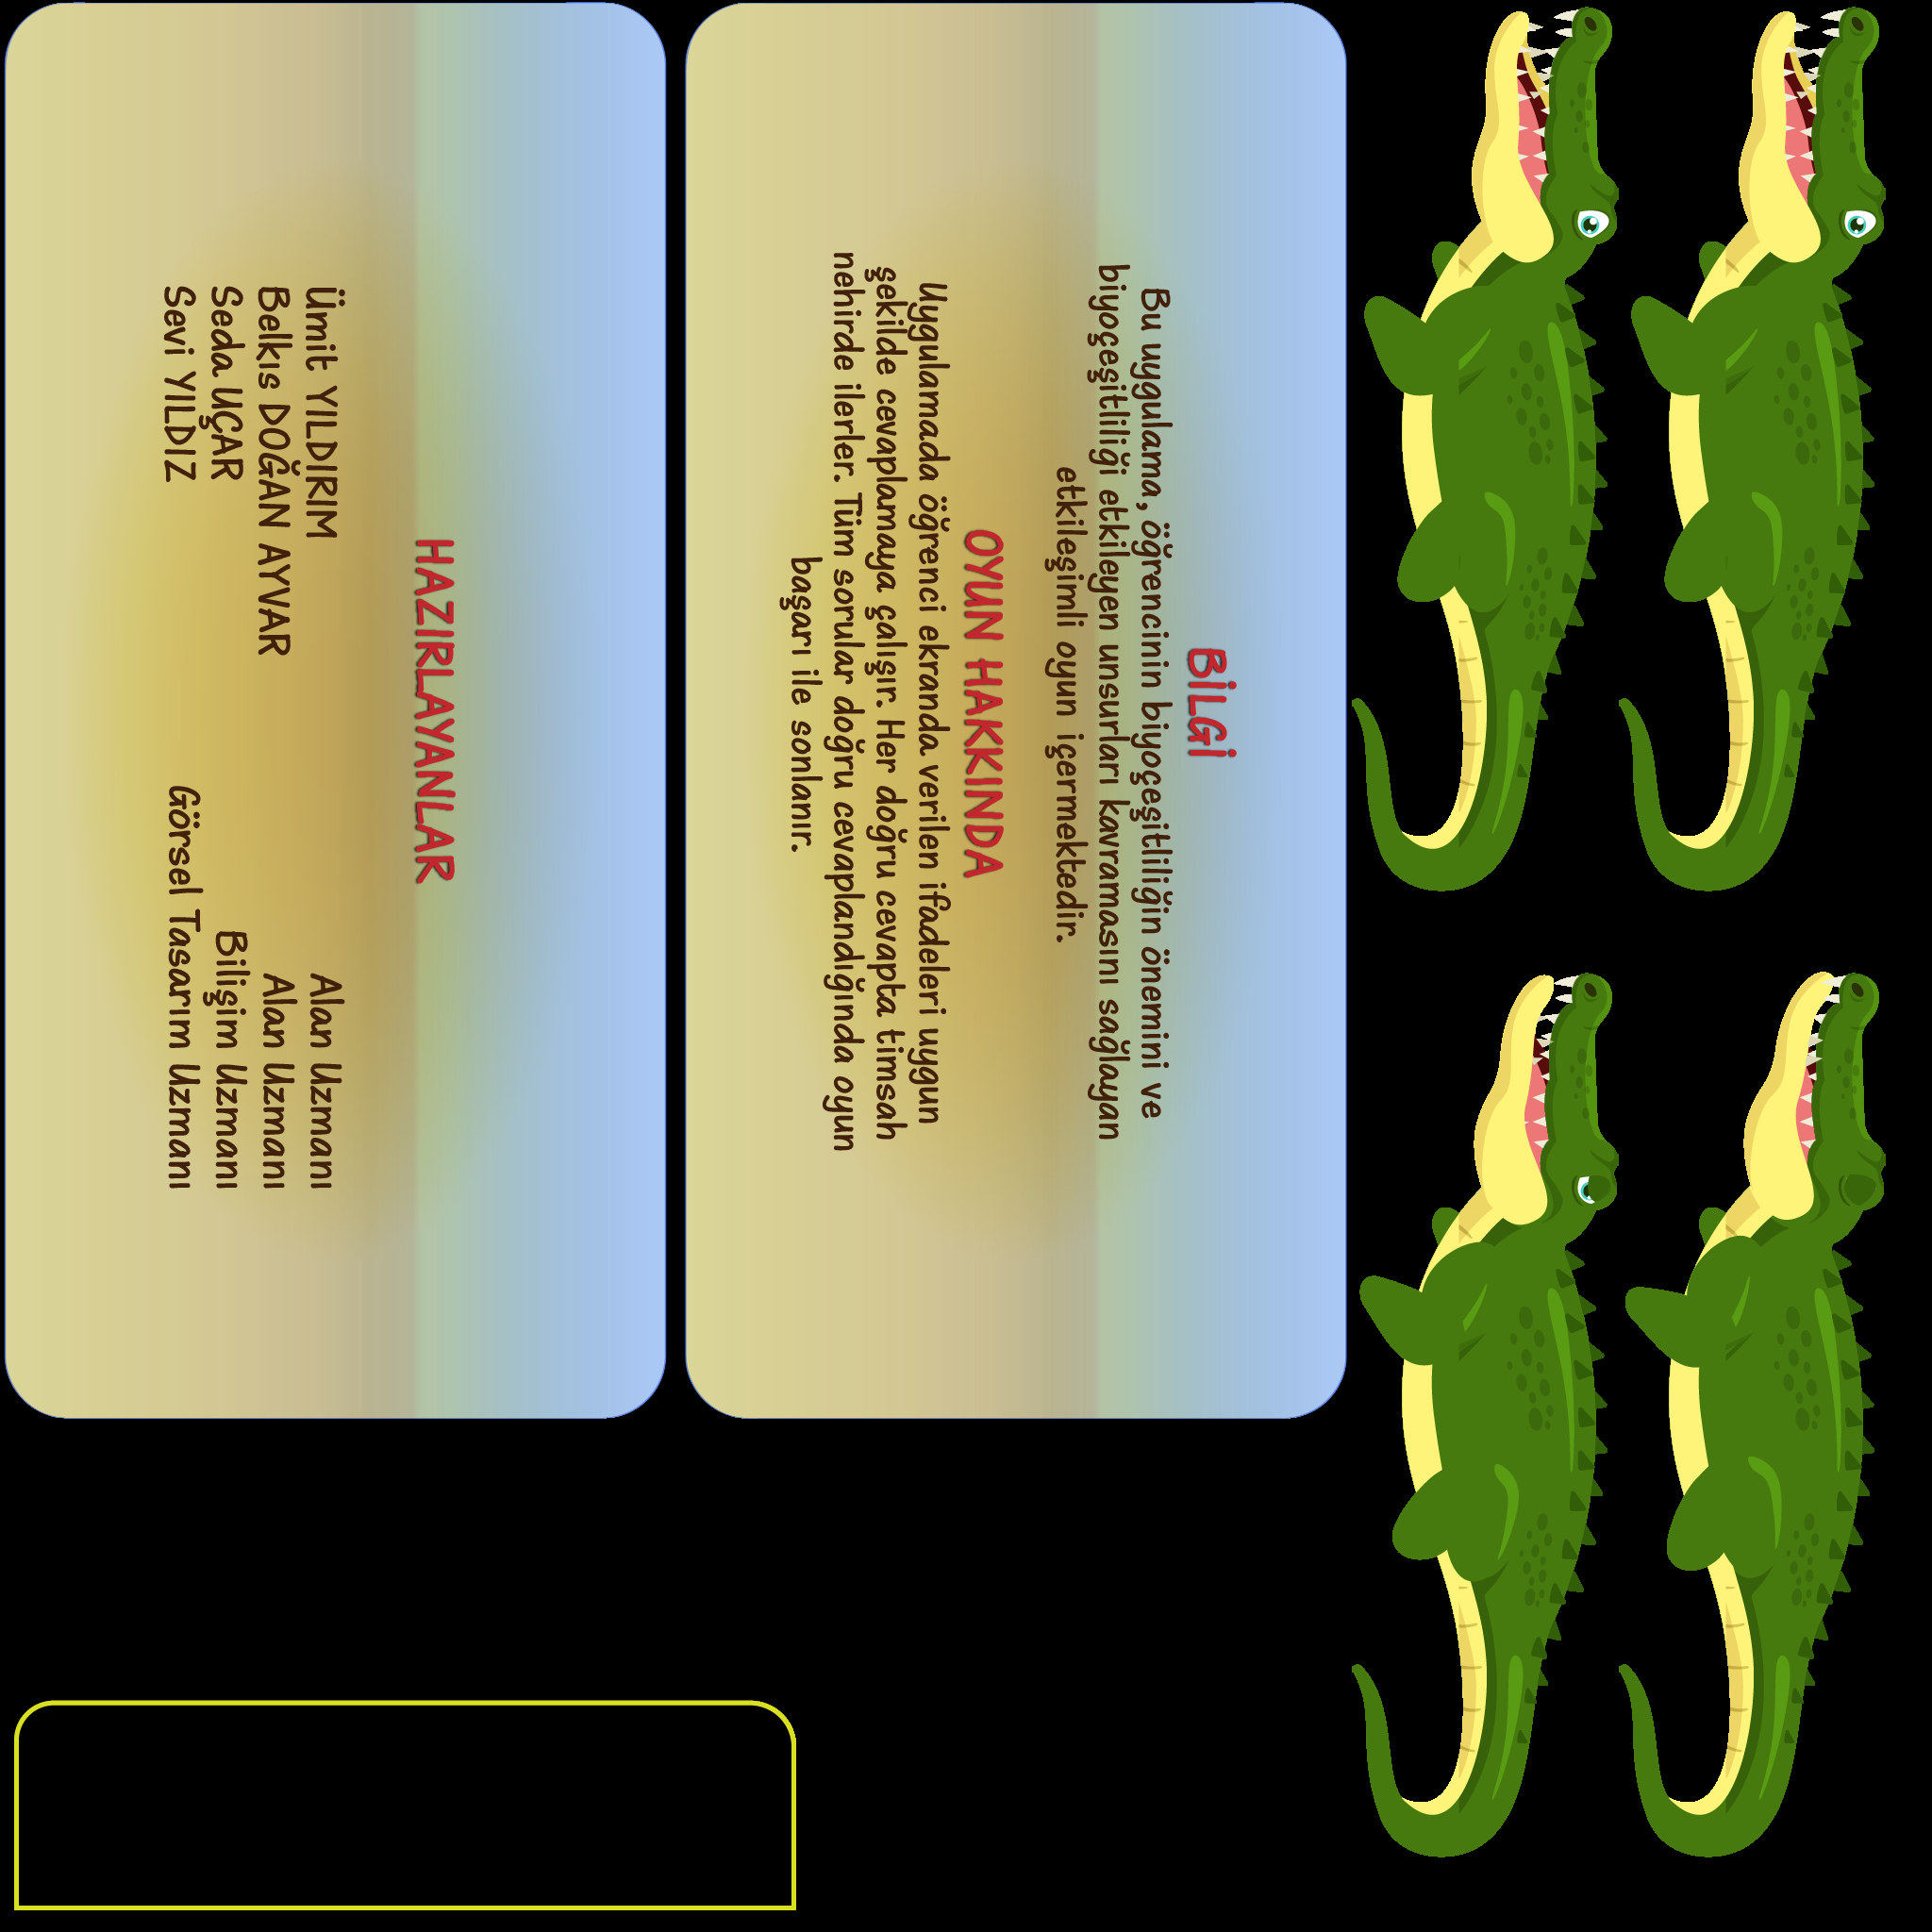 HAZIRLAYANLAR
Ümit YILDIRIM Alan Uzmanı
Belkıs DOĞAN AYVAR Alan Uzmanı
Seda UÇAR Bilişim Uzmanı
Sevi YILDIZ Görsel Tasarım Uzmanı
BİLGİ
Bu uygulama, öğrencinin biyoçeşitliliğin önemini ve
biyoçeşitliliği etkileyen unsurları kavramasını sağlayan
etkileşimli oyun içermektedir.
OYUN HAKKINDA
Uygulamada öğrenci ekranda verilen ifadeleri uygun
şekilde cevaplamaya çalışır. Her doğru cevapta timsah
nehirde ilerler. Tüm sorular doğru cevaplandığında oyun
başarı ile sonlanır.